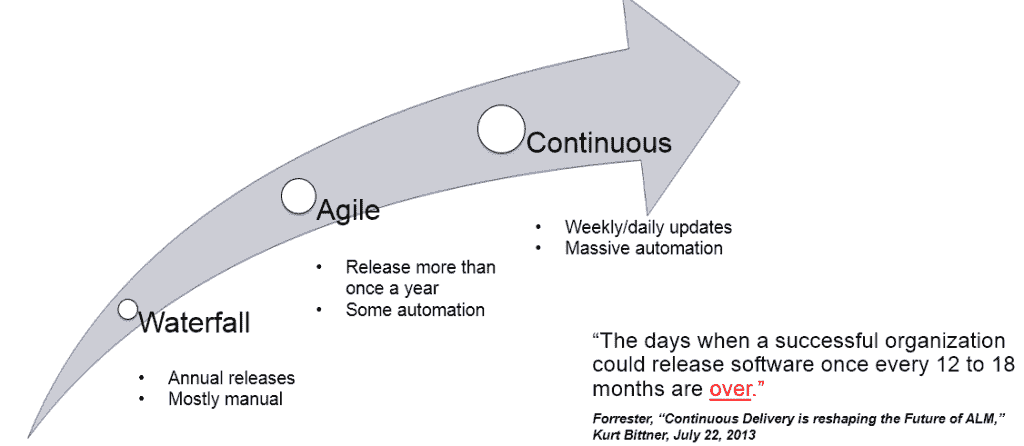 Continuous
• Weekly/daily updates
• Massive automation
Agile
• Release more than
once a year
• Some automation
Waterfall
• Annual releases
• Mostly manual
“The days when a successful organization
could release software once every 12 to 18
months are over.”
Forrester, “Continuous Delivery is reshaping the Future of ALM,”
Kurt Bittner, July 22, 2013